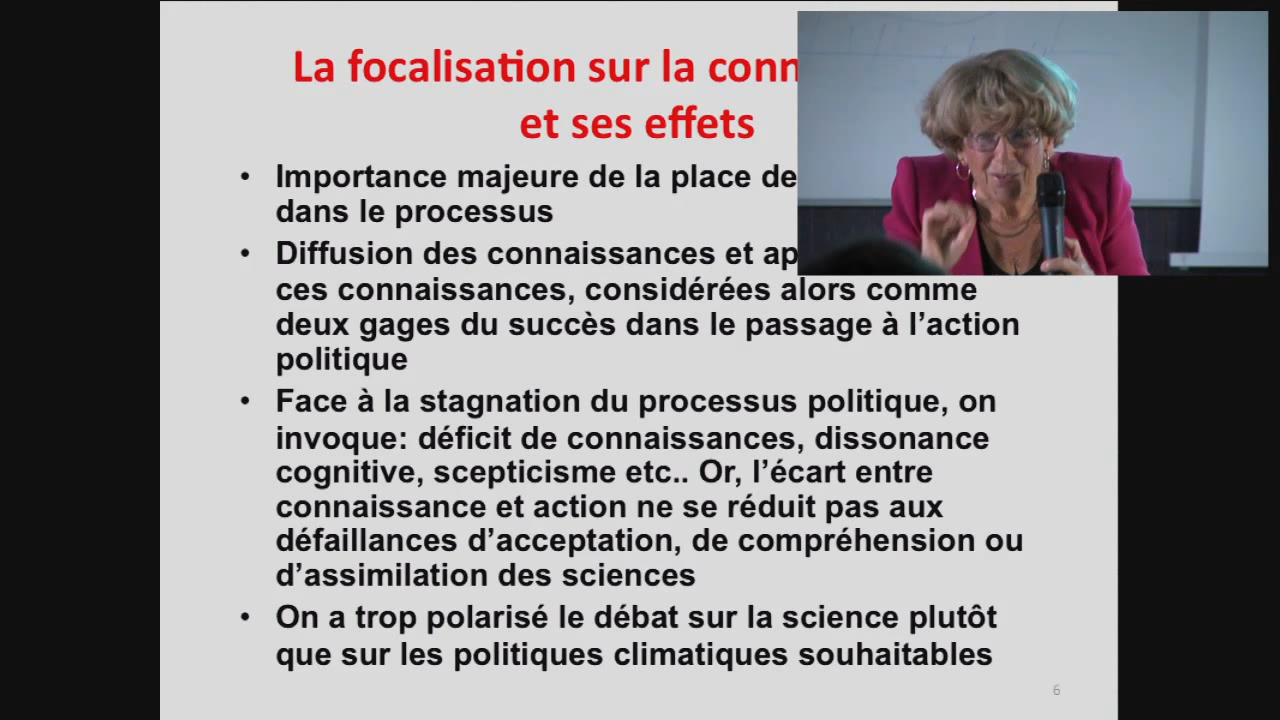 La focalisation sur la conn
et ses effets
• Importance majeure de la place de
dans le processus
• Diffusion des connaissances et ap
ces connaissances, considérées alors comme
deux gages du succès dans le passage à l’action
politique
• Face à la stagnation du processus politique, on
invoque: déficit de connaissances, dissonance
cognitive, scepticisme etc.. Or, l’écart entre
connaissance et action ne se réduit pas aux
défaillances d’acceptation, de compréhension ou
d’assimilation des sciences
• On a trop polarisé le débat sur la science plutôt
que sur les politiques climatiques souhaitables
6